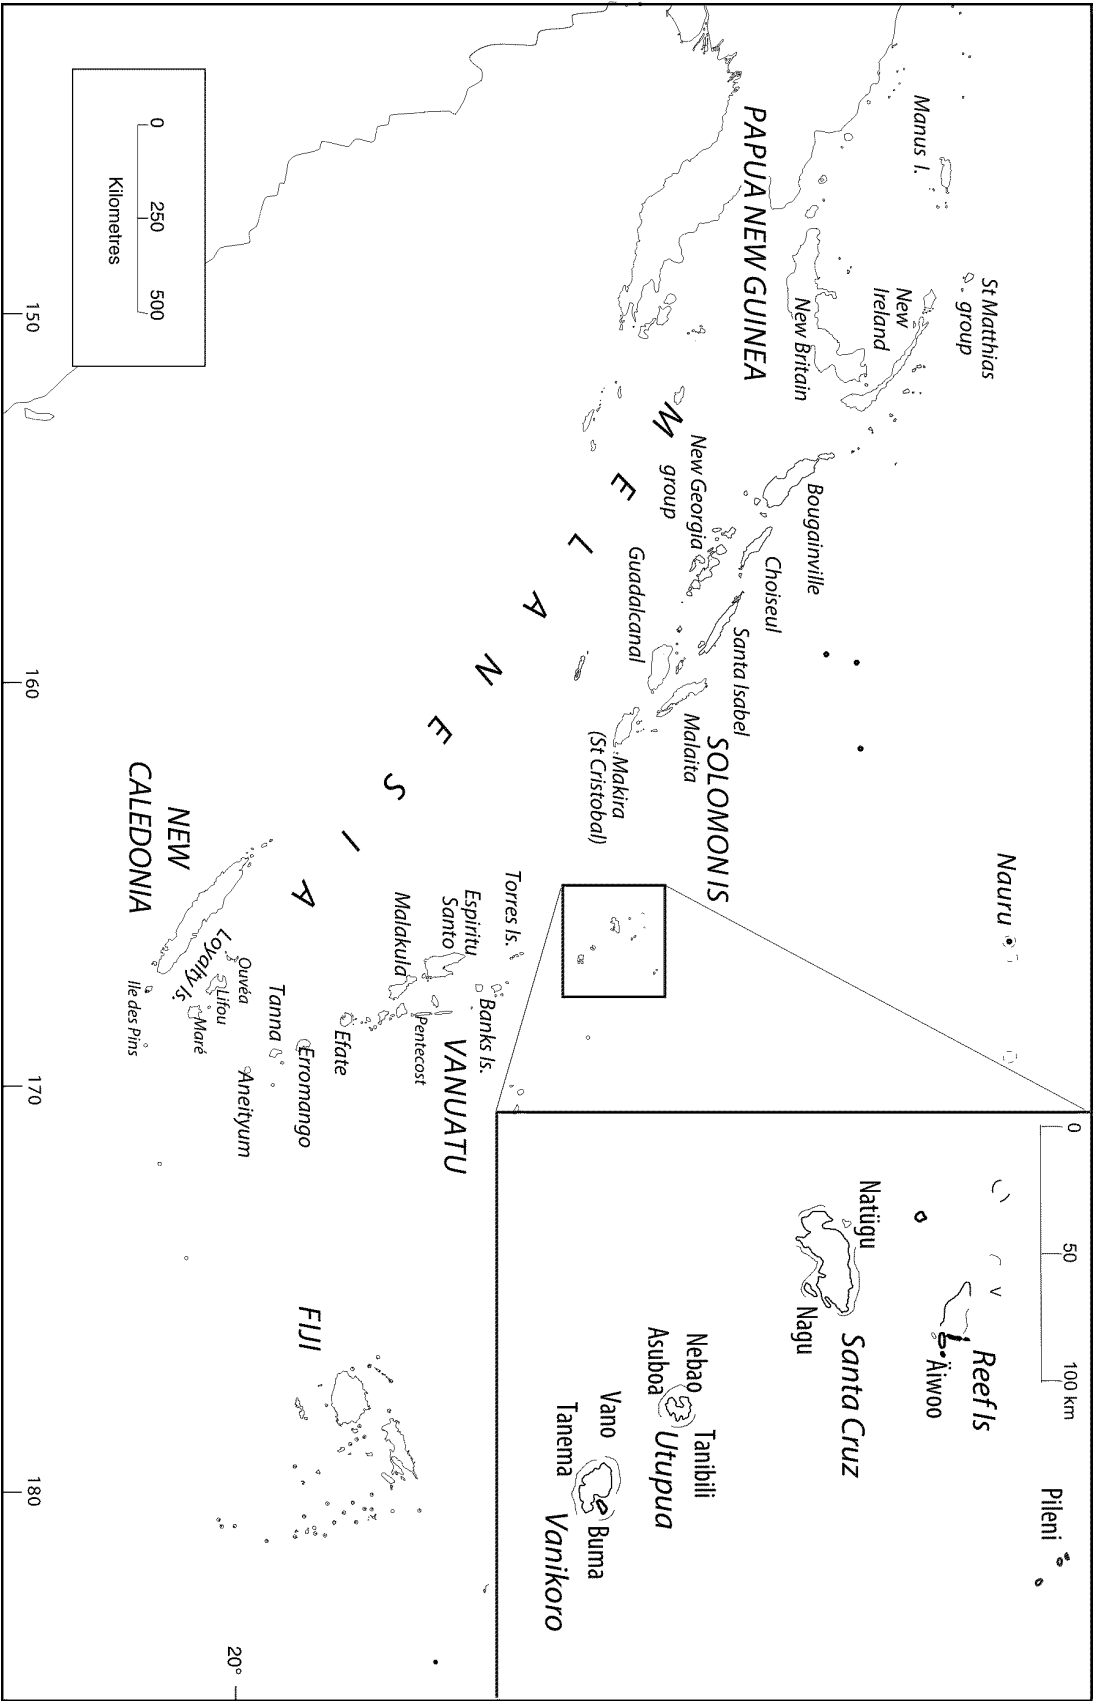 Manus I.
St Matthias
group
New
Ireland
PAPUA NEW GUINEA
New Britain
Bougainville
New Georgia
group
Choiseul
Santa Isabel
Guadalcanal
Malaita
SOLOMON IS
Makira
(St Cristobal)
Nauru
M E L A N E S I A
Torres Is.
Banks Is.
Espiritu
Santo
Malakula
Pentecost
VANUATU
Efate
Erromango
Tanna
Aneityum
NEW
CALEDONIA
Loyality Is.
Ouvéa
Lifou
Maré
Ile des Pins
FIJI
0 50 100 km
Pileni
Reef Is
Äiwoo
Natügu
Santa Cruz
Nagu
Nebao
Asuboa
Tanibili
Utupua
Vano
Tanema
Buma
Vanikoro
0 250 500
Kilometres
150
160
170
180
20°